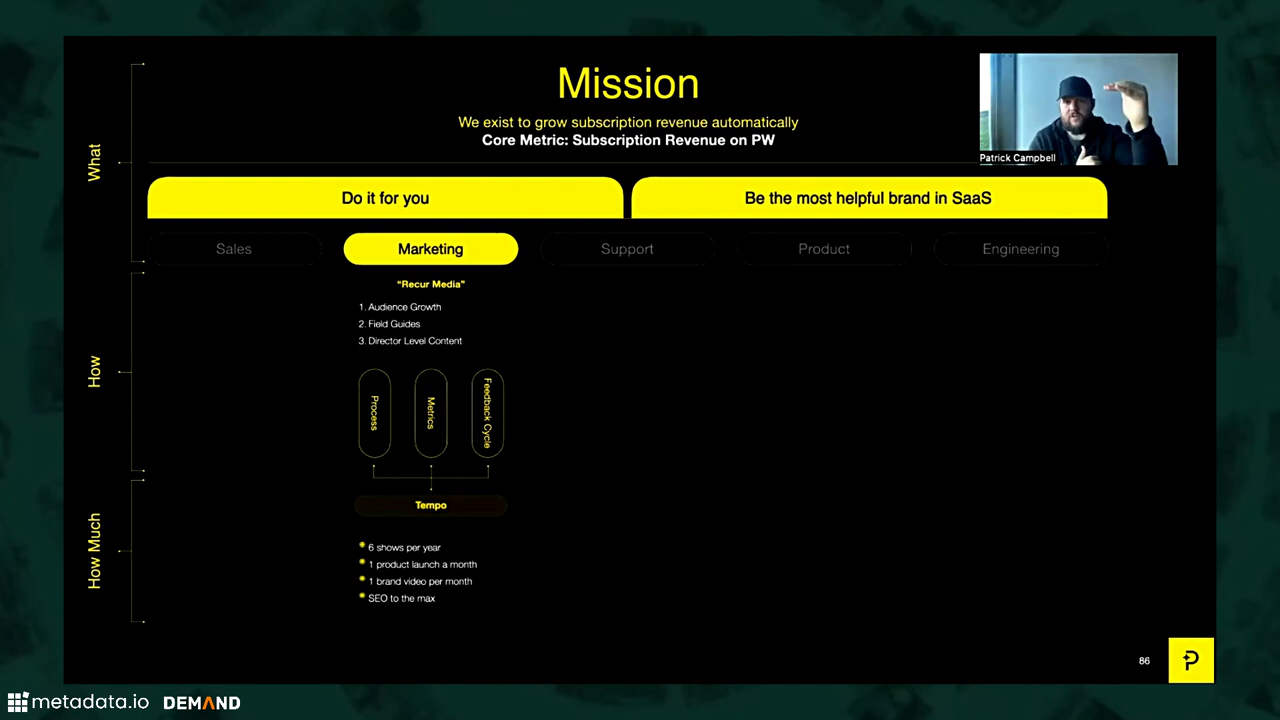 Mission
We exist to grow subscription revenue automatically
Core Metric: Subscription Revenue on PW
Patrick Campbell
What
Do it for you
Be the most helpful brand in SaaS
Sales
Marketing
Support
Product
Engineering
How
“Recur Media”
1. Audience Growth
2. Field Guides
3. Director Level Content
Process
Metrics
Feedback Cycle
How Much
Tempo
6 shows per year
1 product launch a month
1 brand video per month
SEO to the max
86
metadata.io DEMAND